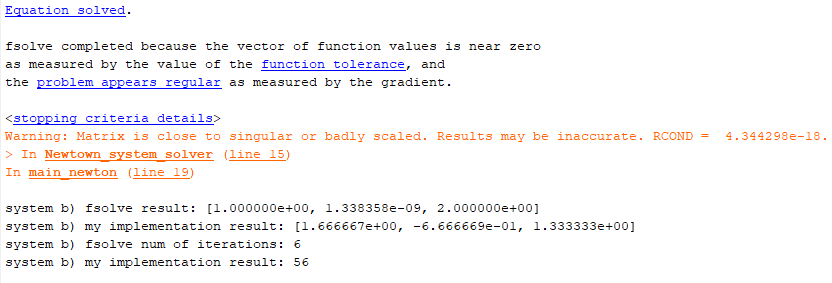 Equation solved.
fsolve completed because the vector of function values is near zero
as measured by the value of the function tolerance, and
the problem appears regular as measured by the gradient.
<stopping criteria details>
Warning: Matrix is close to singular or badly scaled. Results may be inaccurate. RCOND =  4.344298e-18.
> In Newtown_system_solver (line 15)
In main_newton (line 19)
system b) fsolve result: [1.000000e+00, 1.338358e-09, 2.000000e+00]
system b) my implementation result: [1.666667e+00, -6.666669e-01, 1.333333e+00]
system b) fsolve num of iterations: 6
system b) my implementation result: 56